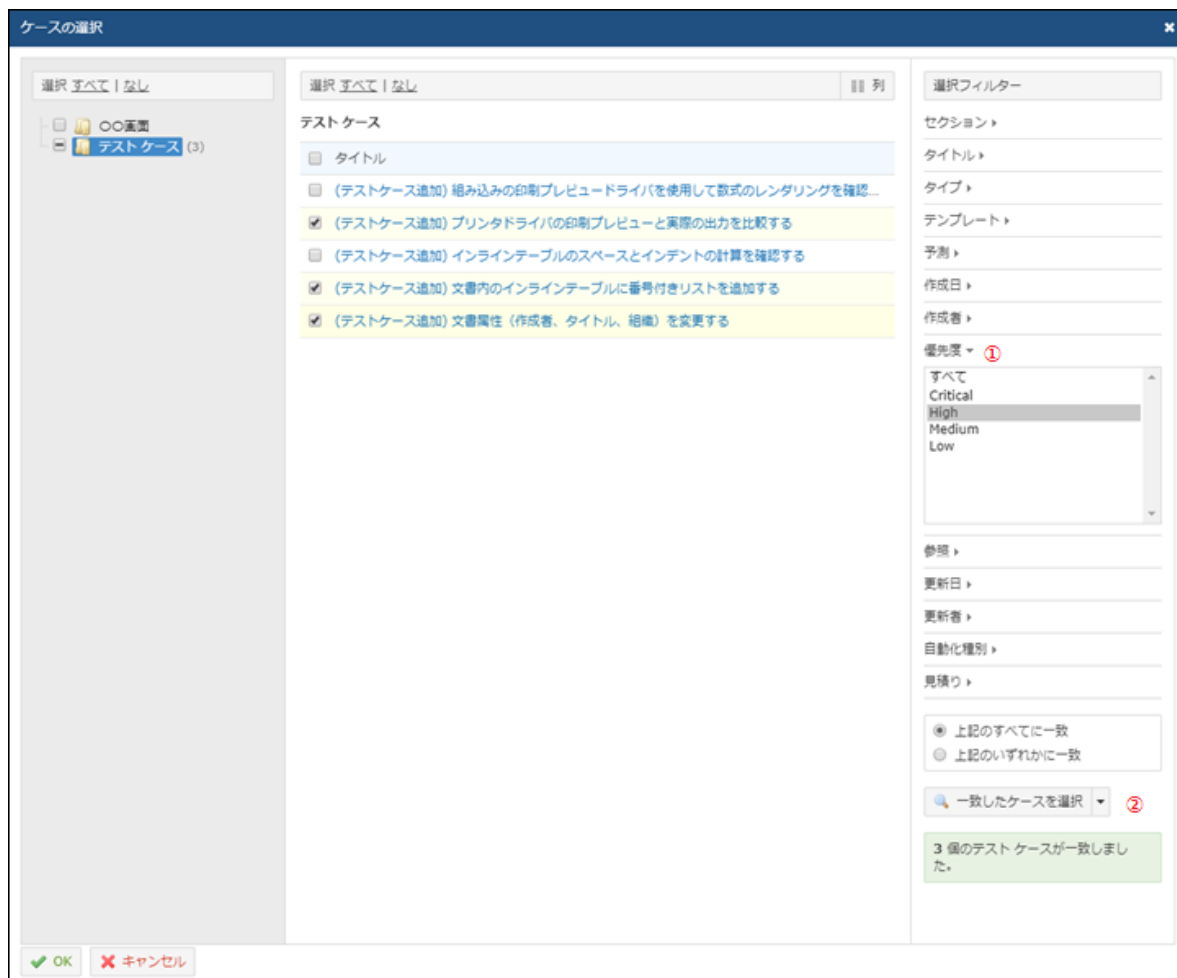 ケースの選択
選択 すべて | なし
〇〇画面
テスト ケース (3)
選択 すべて | なし
列
テスト ケース
タイトル
(テストケース追加) 組み込みの印刷プレビュードライバを使用して数式のレンダリングを確認...
(テストケース追加) プリンタドライバの印刷プレビューと実際の出力を比較する
(テストケース追加) インラインテーブルのスペースとインデントの計算を確認する
(テストケース追加) 文書内のインラインテーブルに番号付きリストを追加する
(テストケース追加) 文書属性（作成者、タイトル、組織）を変更する
選択フィルター
セクション
タイトル
タイプ
テンプレート
予測
作成日
作成者
優先度 ①
すべて
Critical
High
Medium
Low
参照
更新日
更新者
自動化種別
見積り
上記のすべてに一致
上記のいずれかに一致
一致したケースを選択 ②
3 個のテスト ケースが一致しまし
た。
OK キャンセル